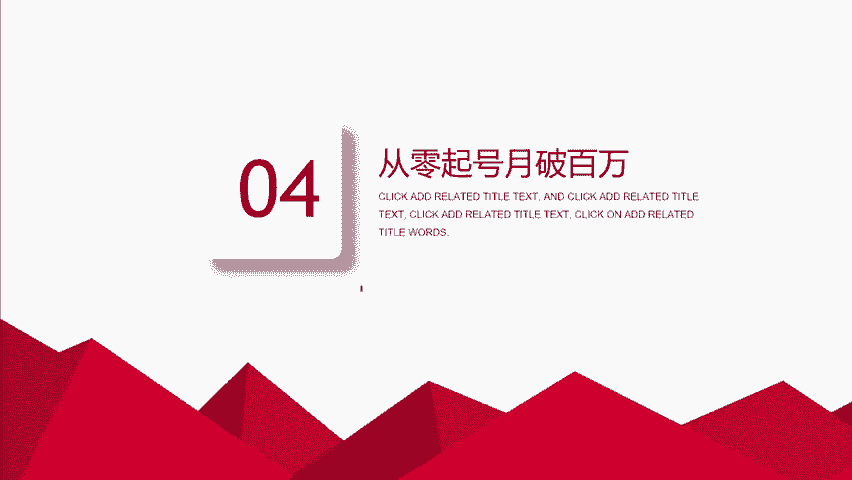 04
从零起号月破百万
CLICK ADD RELATED TITLE TEXT, AND CLICK ADD RELATED TITLE
TEXT, CLICK ADD RELATED TITLE TEXT, CLICK ON ADD RELATED
TITLE WORDS.